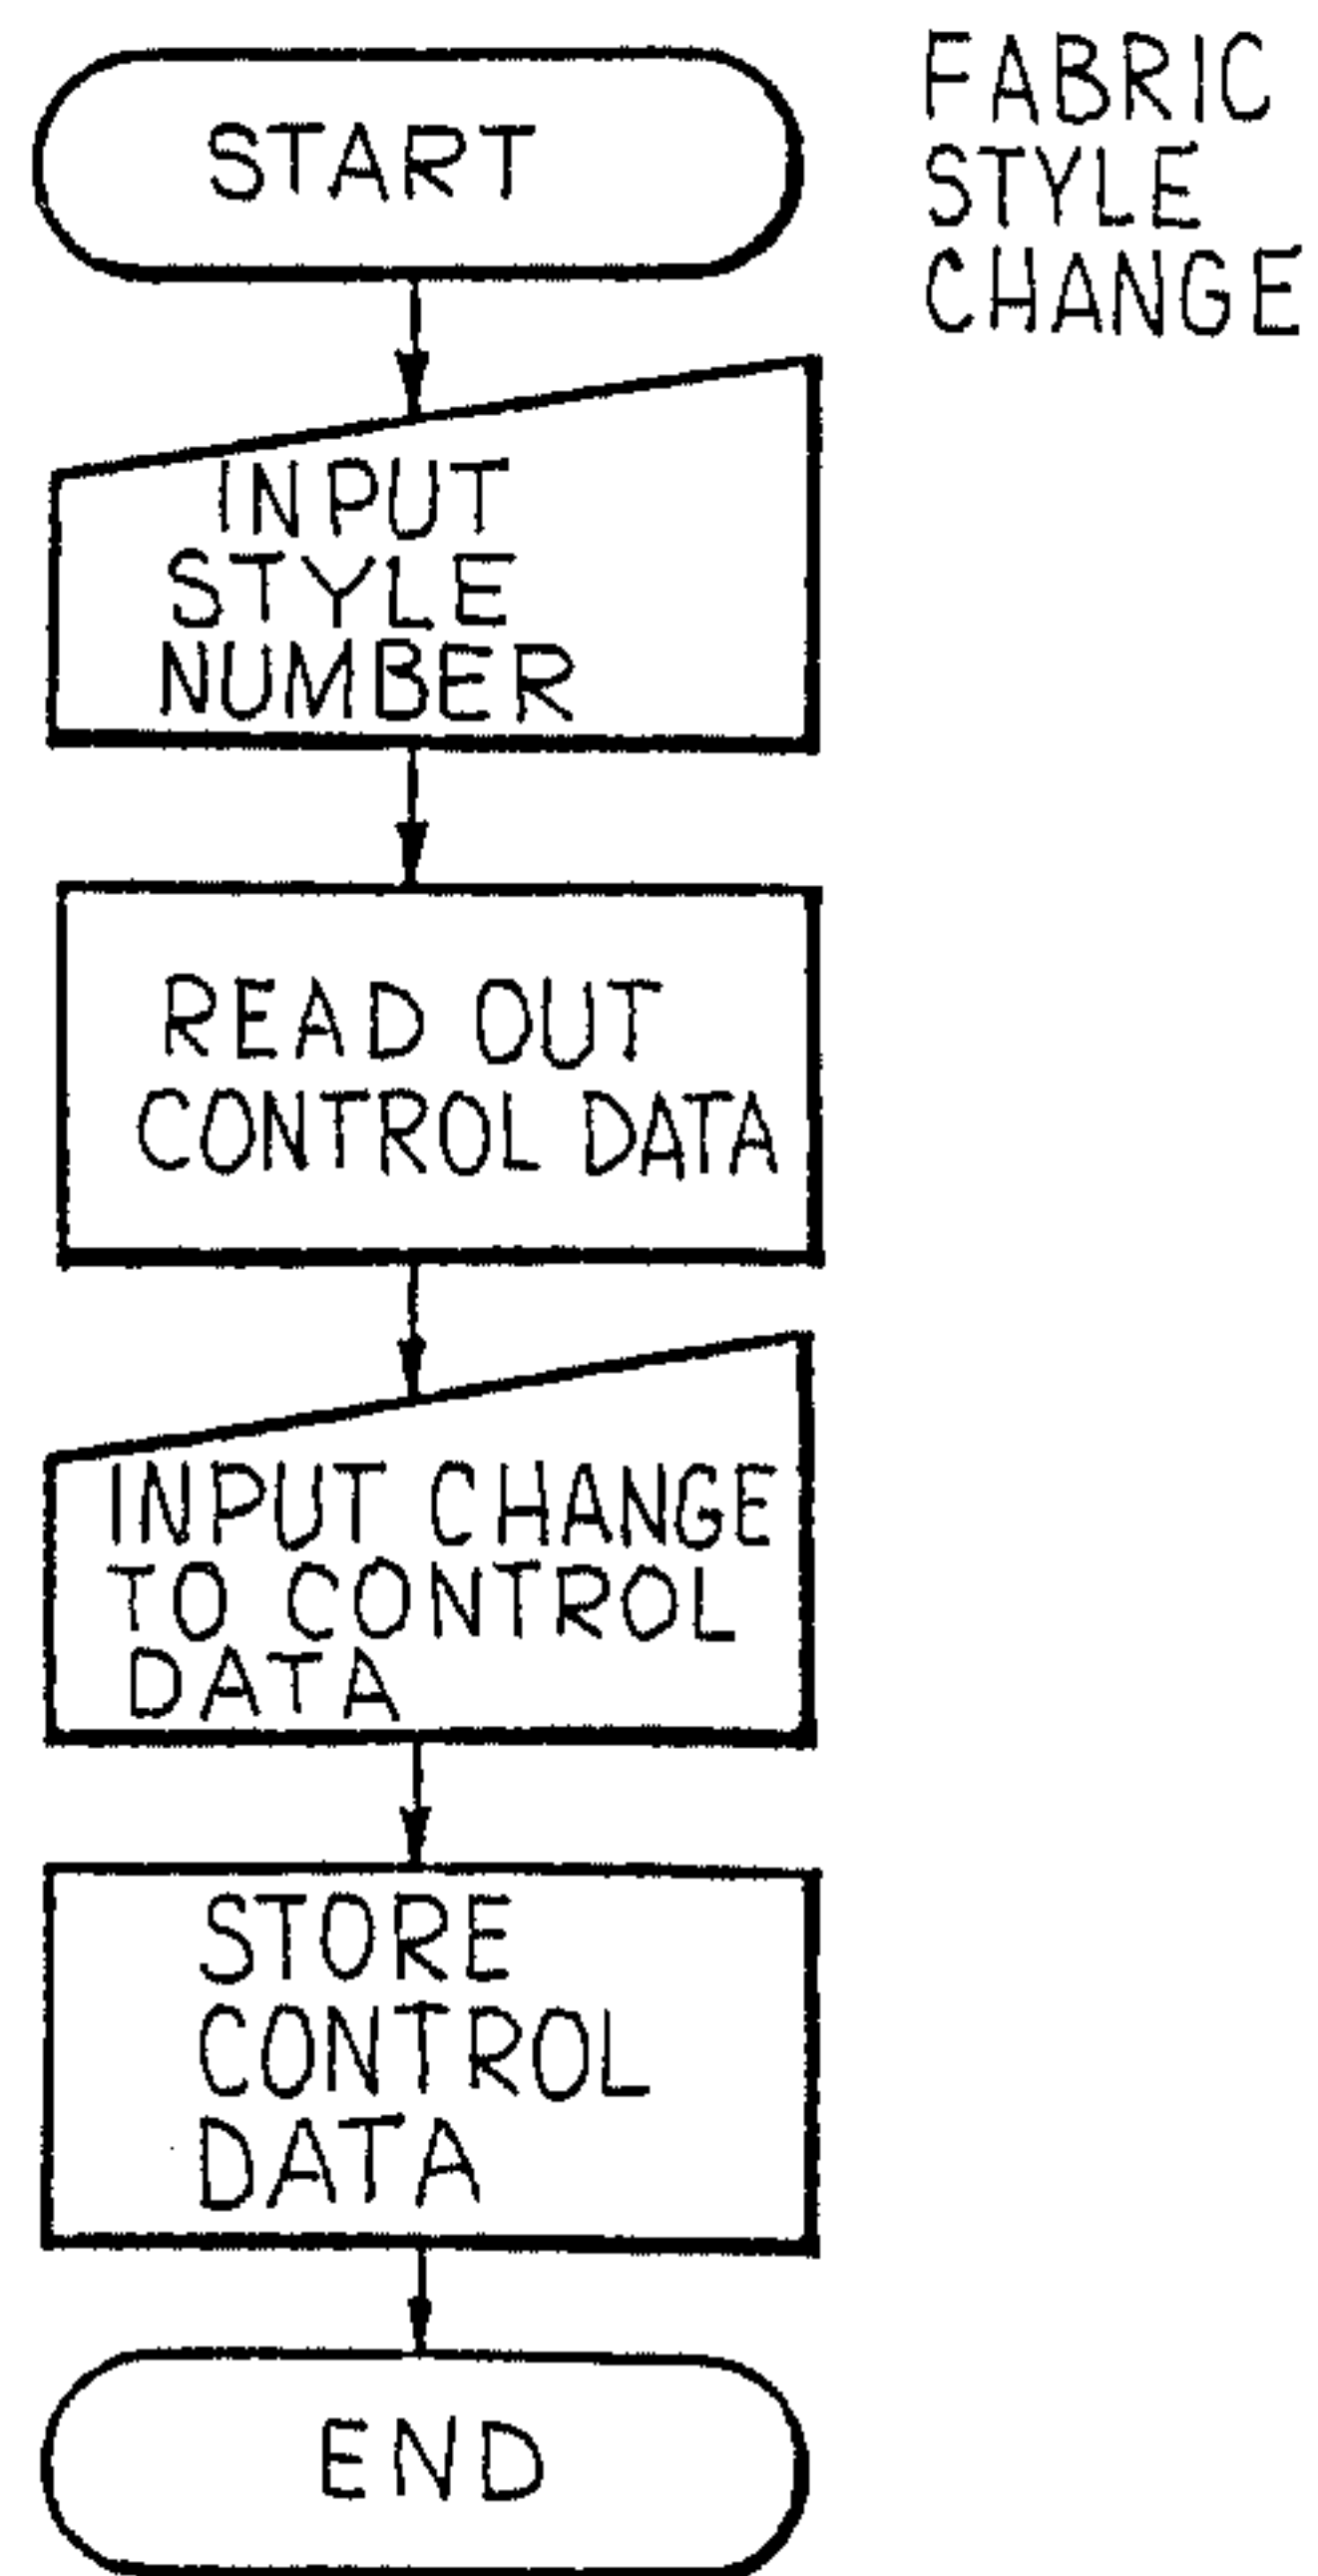 START
FABRIC
STYLE
CHANGE
INPUT
STYLE
NUMBER
READ OUT
CONTROL DATA
INPUT CHANGE
TO CONTROL
DATA
STORE
CONTROL
DATA
END